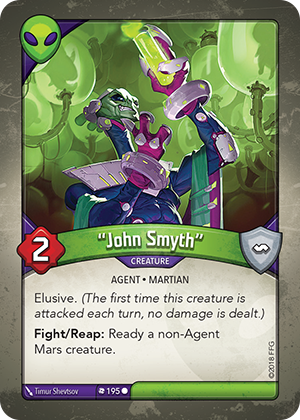 2
“John Smyth”
CREATURE
AGENT • MARTIAN
Elusive. (The first time this creature is
attacked each turn, no damage is dealt.)
Fight/Reap: Ready a non-Agent
Mars creature.
Timur Shevtsov
195
©2018 FFG